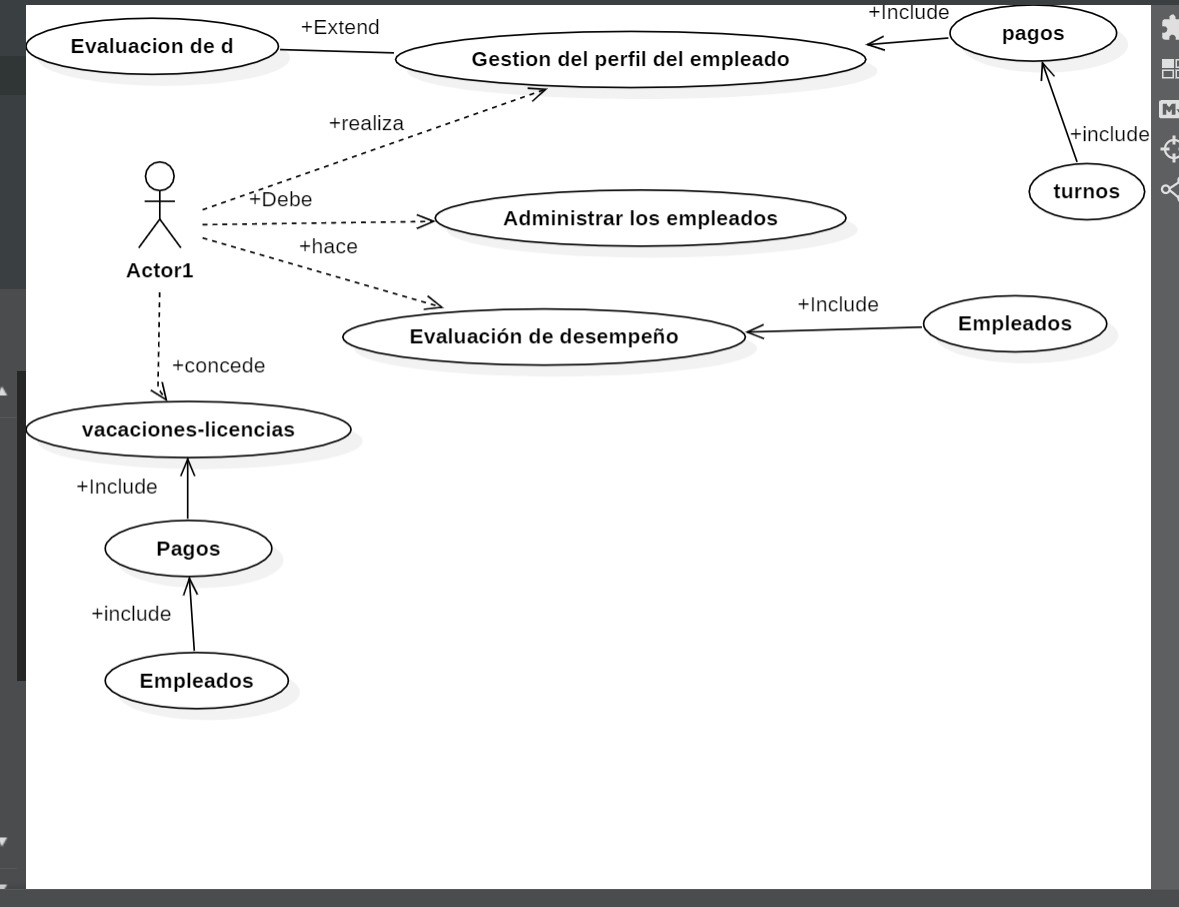 +Include
+Extend
pagos
Evaluacion de d
Gestion del perfil del empleado
+realiza
+include
turnos
+Debe
Administrar los empleados
+hace
Actor1
+Include
Empleados
Evaluación de desempeño
+concede
vacaciones-licencias
+Include
Pagos
+include
Empleados